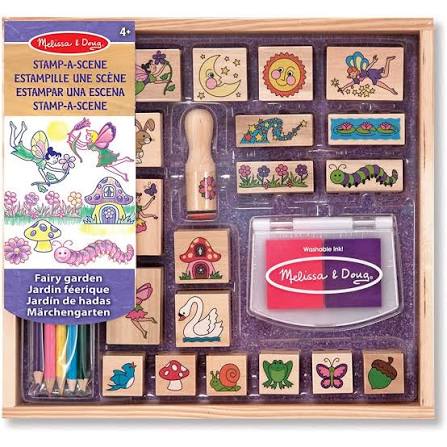 Melissa & Doug
4+
STAMP-A-SCENE
ESTAMPILLE UNE SCÈNE
ESTAMPAR UNA ESCENA
STAMP-A-SCENE
Fairy garden
Jardin féerique
Jardín de hadas
Märchengarten
Washable Ink!
Melissa & Doug